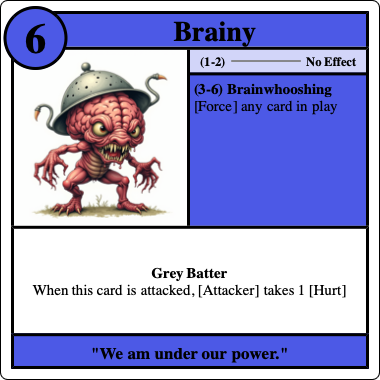 6
Brainy
(1-2) No Effect
(3-6) Brainwhooshing
[Force] any card in play
Grey Batter
When this card is attacked, [Attacker] takes 1 [Hurt]
"We am under our power."